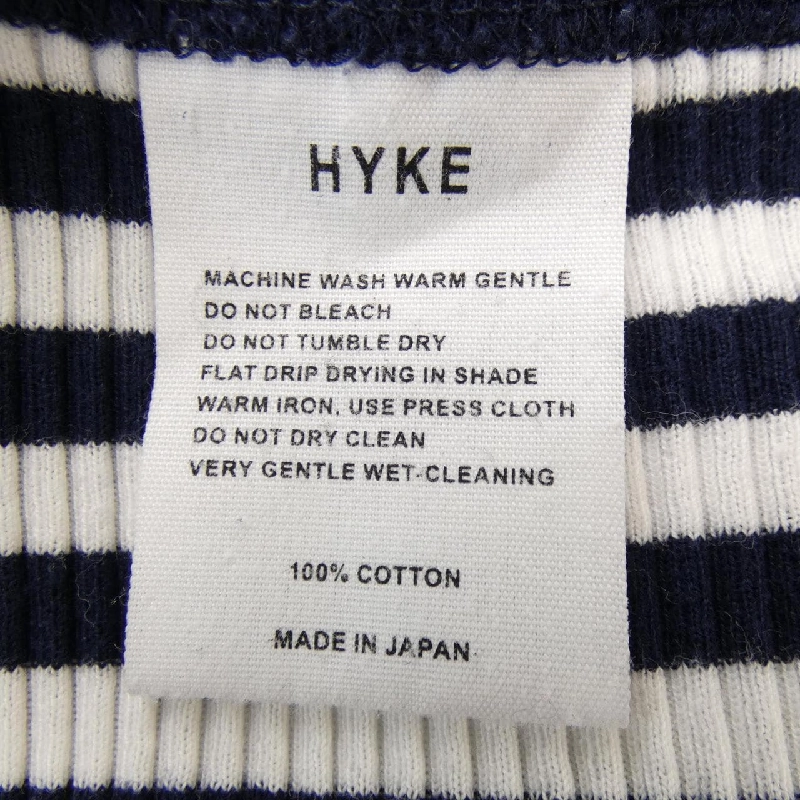 HYKE
MACHINE WASH WARM GENTLE
DO NOT BLEACH
DO NOT TUMBLE DRY
FLAT DRIP DRYING IN SHADE
WARM IRON, USE PRESS CLOTH
DO NOT DRY CLEAN
VERY GENTLE WET-CLEANING
100% COTTON
MADE IN JAPAN